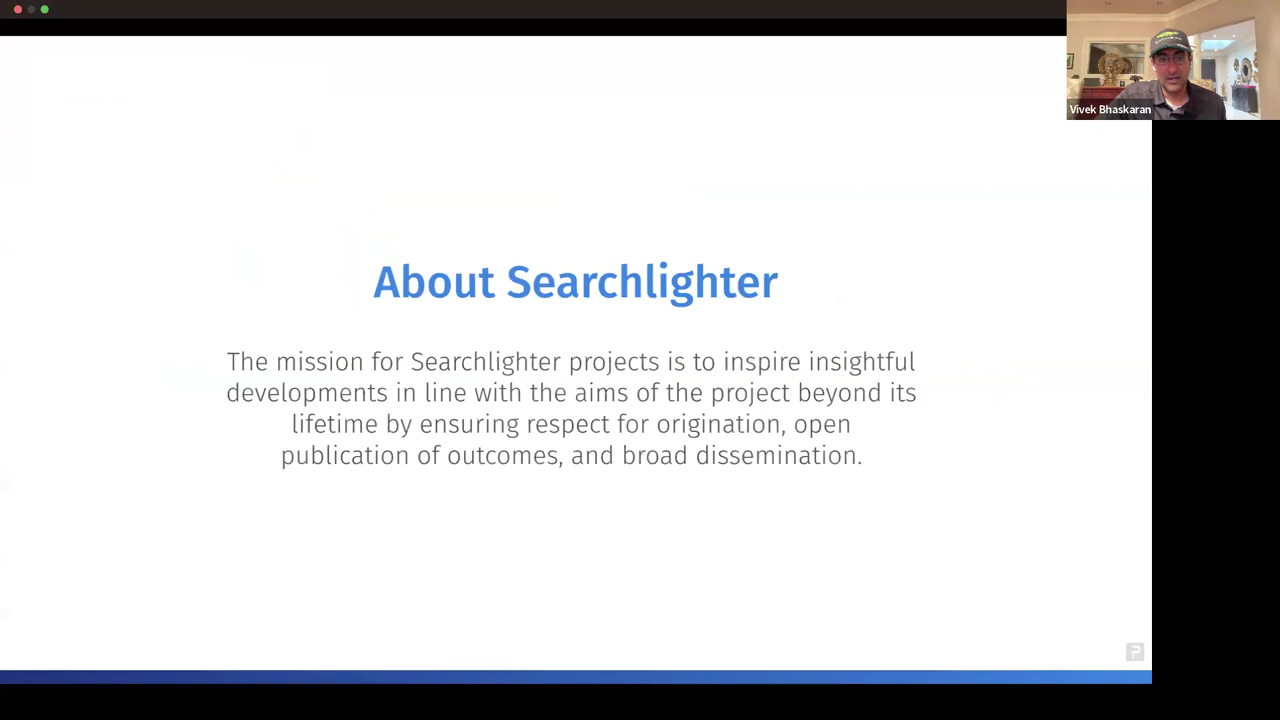 Vivek Bhaskaran
About Searchlighter
The mission for Searchlighter projects is to inspire insightful
developments in line with the aims of the project beyond its
lifetime by ensuring respect for origination, open
publication of outcomes, and broad dissemination.